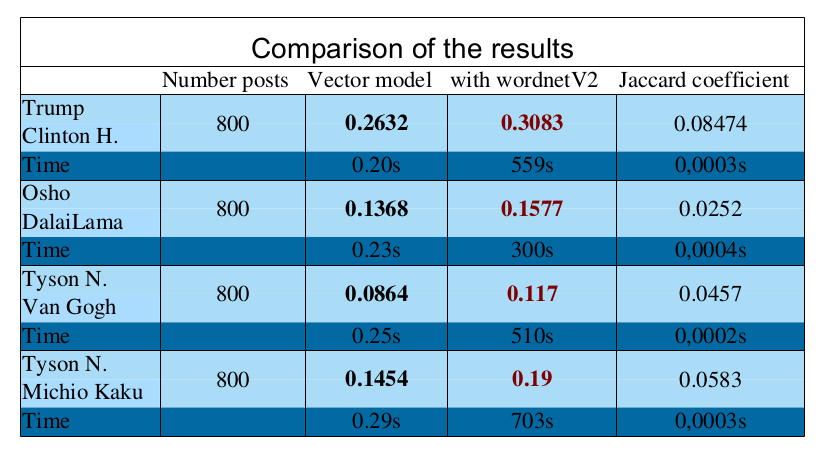 Comparison of the results
Number posts Vector model with wordnetV2 Jaccard coefficient
Trump
Clinton H. 800 0.2632 0.3083 0.08474
Time 0.20s 559s 0,0003s
Osho
DalaiLama 800 0.1368 0.1577 0.0252
Time 0.23s 300s 0,0004s
Tyson N.
Van Gogh 800 0.0864 0.117 0.0457
Time 0.25s 510s 0,0002s
Tyson N.
Michio Kaku 800 0.1454 0.19 0.0583
Time 0.29s 703s 0,0003s